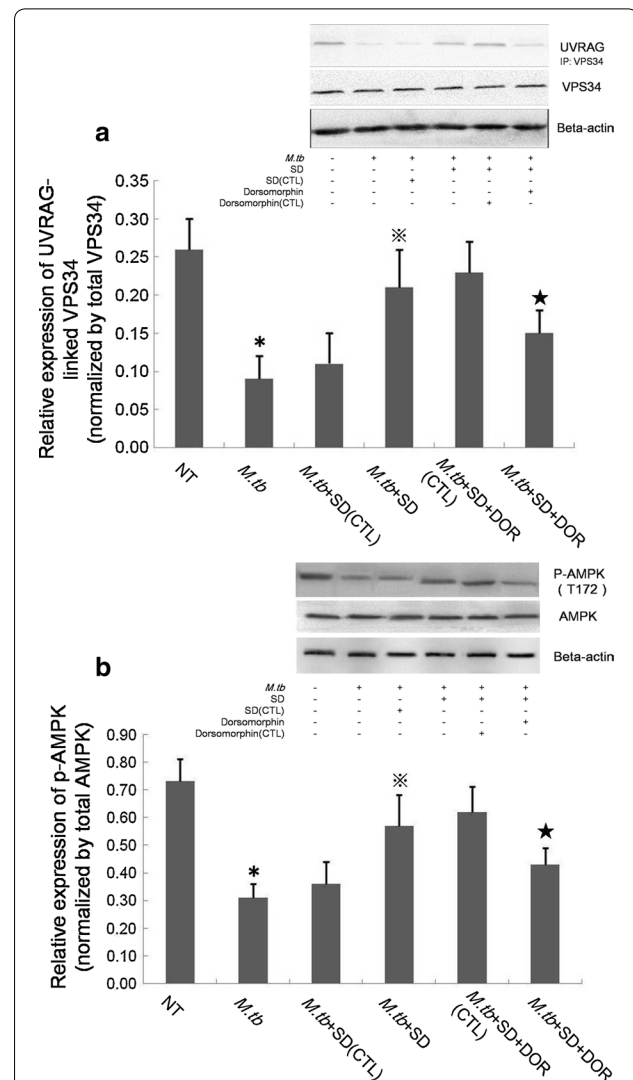 UVRAG
IP: VPS34
VPS34
Beta-actin
a
M.tb - + + + + +
SD - - - + + +
SD(CTL) - - + - - -
Dorsomorphin - - - - - +
Dorsomorphin(CTL) - - - - + -
Relative expression of UVRAG-
linked VPS34
(normalized by total VPS34)
0.35
0.30
0.25
0.20
0.15
0.10
0.05
0.00
*
※
★
NT
M.tb
M.tb+SD(CTL)
M.tb+SD
M.tb+SD+DOR
(CTL)
M.tb+SD+DOR
P-AMPK
( T172 )
AMPK
Beta-actin
b
M.tb - + + + + +
SD - - - + + +
SD(CTL) - - + - - -
Dorsomorphin - - - - - +
Dorsomorphin(CTL) - - - - + -
Relative expression of p-AMPK
(normalized by total AMPK)
0.90
0.80
0.70
0.60
0.50
0.40
0.30
0.20
0.10
0.00
*
※
★
NT
M.tb
M.tb+SD(CTL)
M.tb+SD
M.tb+SD+DOR
(CTL)
M.tb+SD+DOR